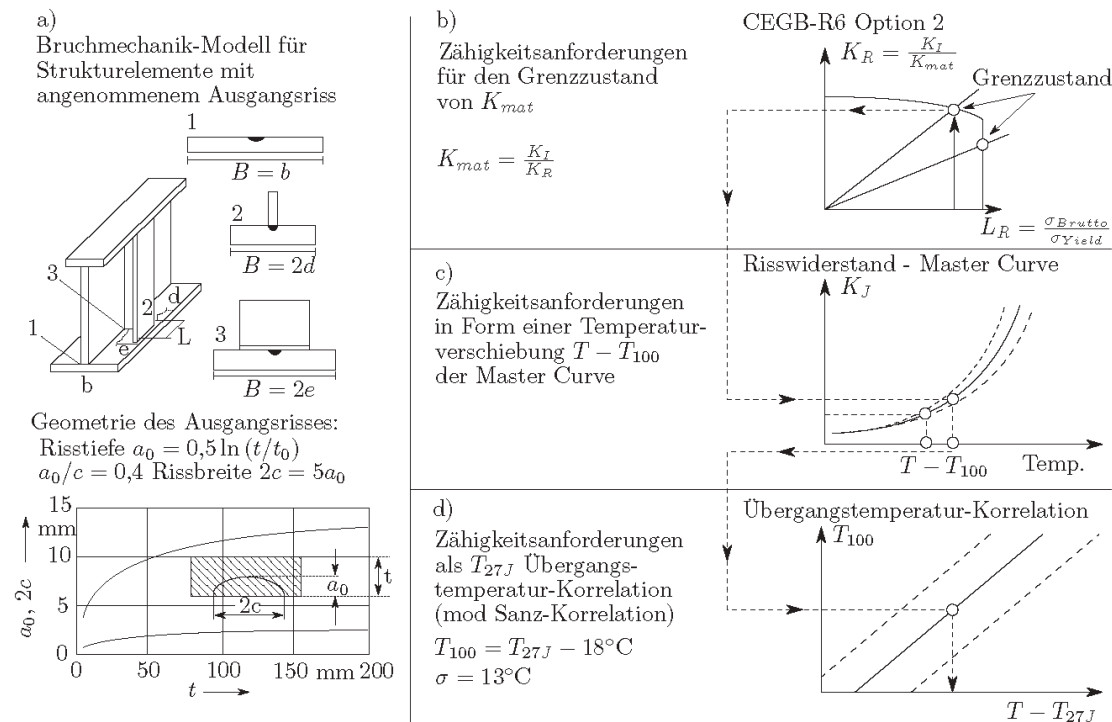 a)
Bruchmechanik-Modell für
Strukturelemente mit
angenommenem Ausgangsriss
1
B = b
2
B = 2d
3
B = 2e
3
1
2
d
L
e
b
Geometrie des Ausgangsrisses:
Risstiefe a₀ = 0,5 ln (t/t₀)
a₀/c = 0,4 Rissbreite 2c = 5a₀
15
mm
10
5
0
a₀, 2c
a₀
t
2c
0
50
100
150
mm
200
t
b)
Zähigkeitsanforderungen
für den Grenzzustand
von K_mat
K_mat = K_I/K_R
CEGB-R6 Option 2
K_R = K_I/K_mat
Grenzzustand
L_R = σ_Brutto/σ_Yield
c)
Zähigkeitsanforderungen
in Form einer Temperatur-
verschiebung T − T₁₀₀
der Master Curve
Risswiderstand - Master Curve
K_J
T − T₁₀₀
Temp.
d)
Zähigkeitsanforderungen
als T_27J Übergangs-
temperatur-Korrelation
(mod Sanz-Korrelation)
T₁₀₀ = T_27J − 18°C
σ = 13°C
Übergangstemperatur-Korrelation
T₁₀₀
T − T_27J